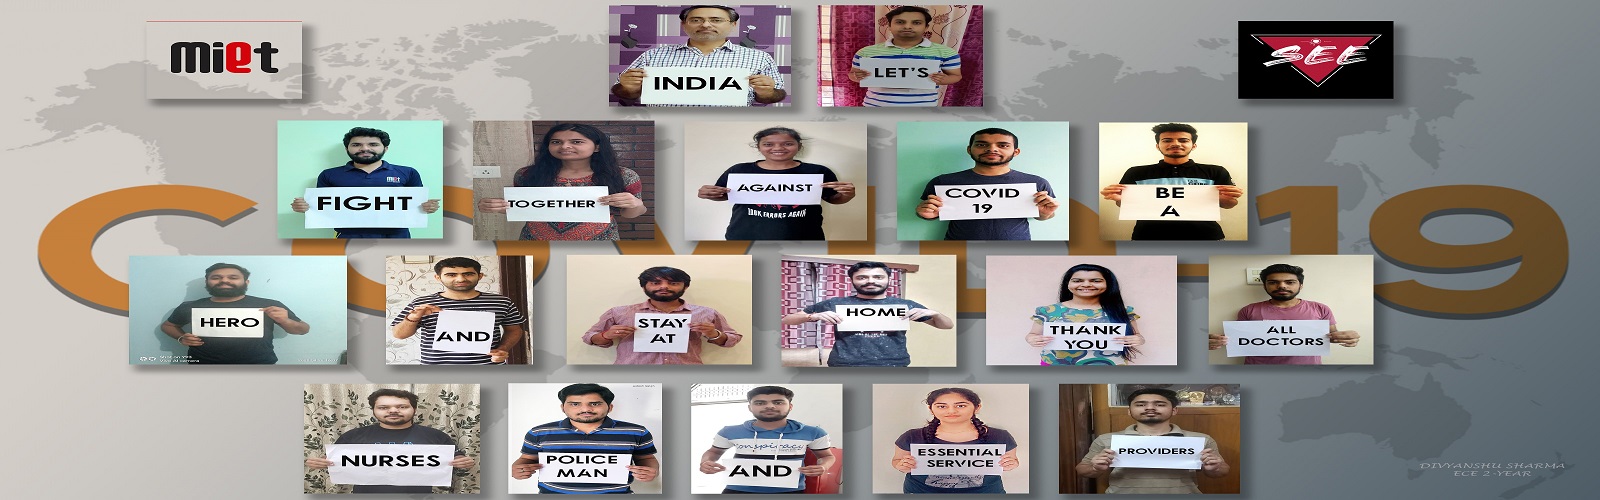 miet
INDIA
LET'S
SEE
FIGHT
TOGETHER
AGAINST
COVID
19
BE
A
COVID-19
HERO
AND
STAY
AT
HOME
THANK
YOU
ALL
DOCTORS
NURSES
POLICE
MAN
AND
ESSENTIAL
SERVICE
PROVIDERS
DIVYANSHU SHARMA
ECE 2-YEAR